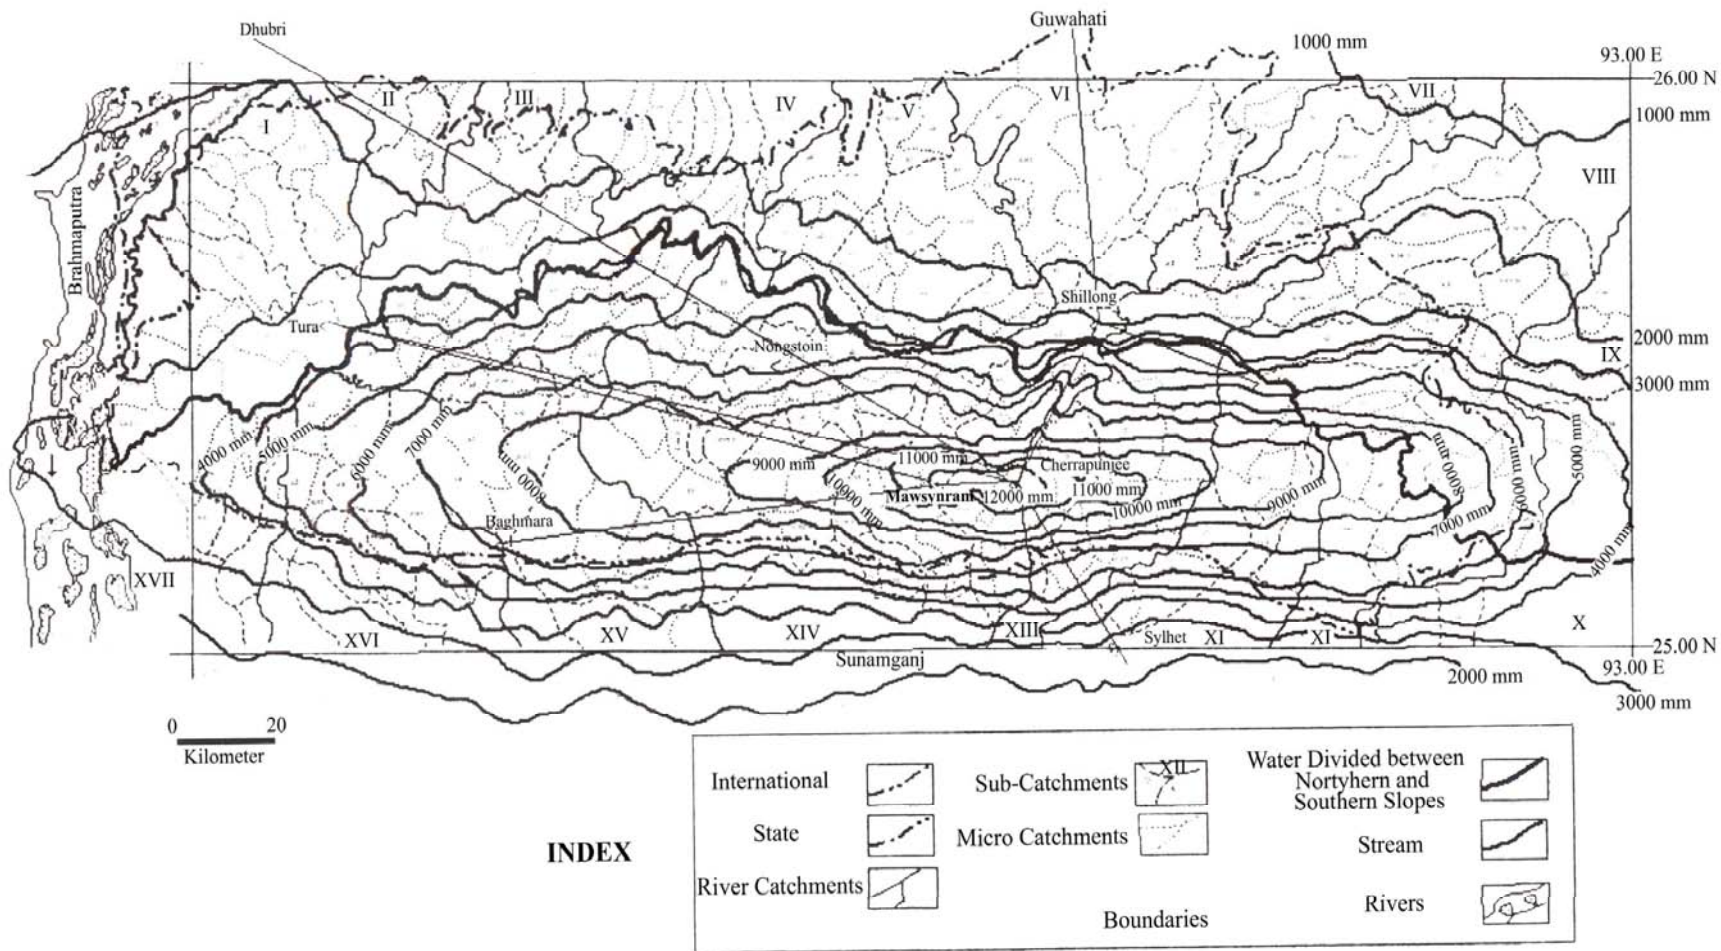 Dhubri
Guwahati
1000 mm
93.00 E
26.00 N
1000 mm
I
II
III
IV
V
VI
VII
VIII
Brahmaputra
Shillong
Tura
Nongstoin
2000 mm
IX
3000 mm
4000 mm
5000 mm
6000 mm
7000 mm
8000 mm
9000 mm
10000 mm
11000 mm
Cherrapunjee
Mawsynram
12000 mm
11000 mm
10000 mm
9000 mm
8000 mm
7000 mm
6000 mm
5000 mm
4000 mm
Baghmara
XVII
XVI
XV
XIV
XIII
Sylhet
XI
XI
X
25.00 N
Sunamganj
93.00 E
2000 mm
3000 mm
0 20
Kilometer
INDEX
International
State
River Catchments
Sub-Catchments
XII
Micro Catchments
Boundaries
Water Divided between
Nortyhern and
Southern Slopes
Stream
Rivers